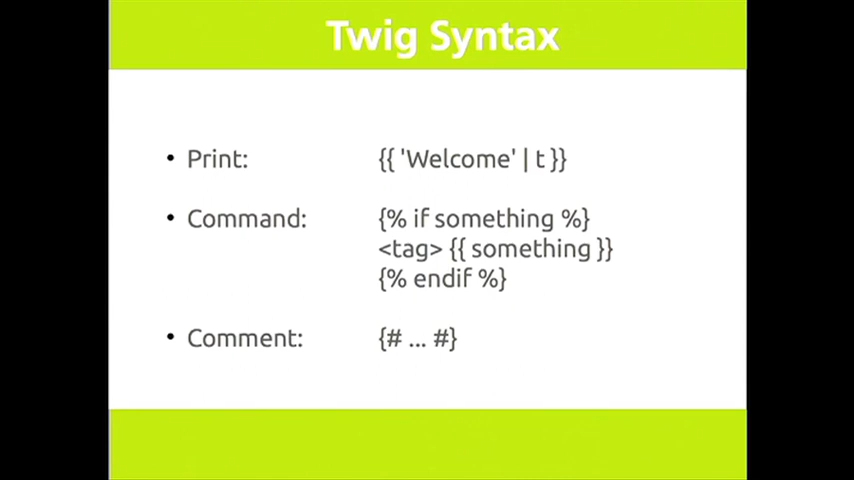 Twig Syntax
• Print: {{ 'Welcome' | t }}
• Command: {% if something %}
<tag> {{ something }}
{% endif %}
• Comment: {# ... #}